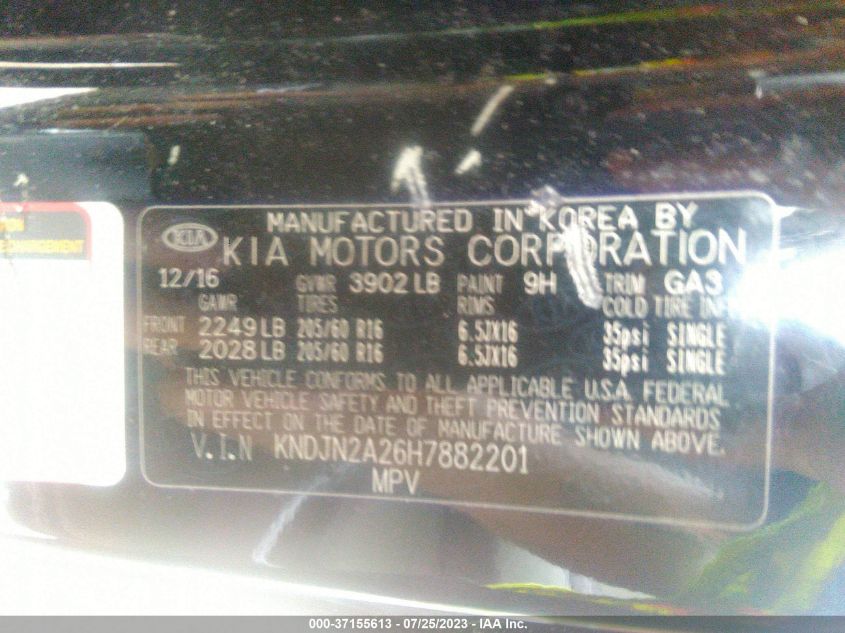 MANUFACTURED IN KOREA BY
KIA KIA MOTORS CORPORATION
12/16 GVWR 3902 LB PAINT 9H TRIM GA3
GAWR TIRES RIMS COLD TIRE INF
FRONT 2249 LB 205/60 R16 6.5JX16 35psi SINGLE
REAR 2028 LB 205/60 R16 6.5JX16 35psi SINGLE
THIS VEHICLE CONFORMS TO ALL APPLICABLE U.S.A. FEDERAL
MOTOR VEHICLE SAFETY AND THEFT PREVENTION STANDARDS
IN EFFECT ON THE DATE OF MANUFACTURE SHOWN ABOVE.
V.I.N KNDJN2A26H7882201
MPV
000-37155613 - 07/25/2023 - IAA Inc.